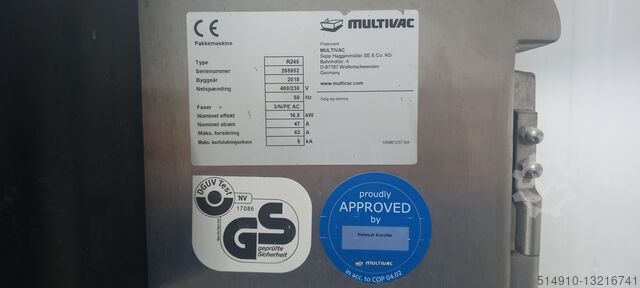 CE
Pakkemaskine
Type R245
Serienummer 265952
Byggeår 2018
Netspænding 400/230 V
50 Hz
Faser 3/N/PE AC
Nominel effekt 16,5 kW
Nominel strøm 47 A
Maks. forsikring 63 A
Maks. kortslutningsstrøm 5 kA
MULTIVAC
Producent
MULTIVAC
Sepp Haggenmüller SE & Co. KG
Bahnhofstr. 4
D-87787 Wolfertschwenden
Germany
www.multivac.com
Salg og service
DGUV Test
NV
17086
GS
geprüfte
Sicherheit
proudly
APPROVED
by
MULTIVAC
in acc. to COP 04.02
514910-13216741